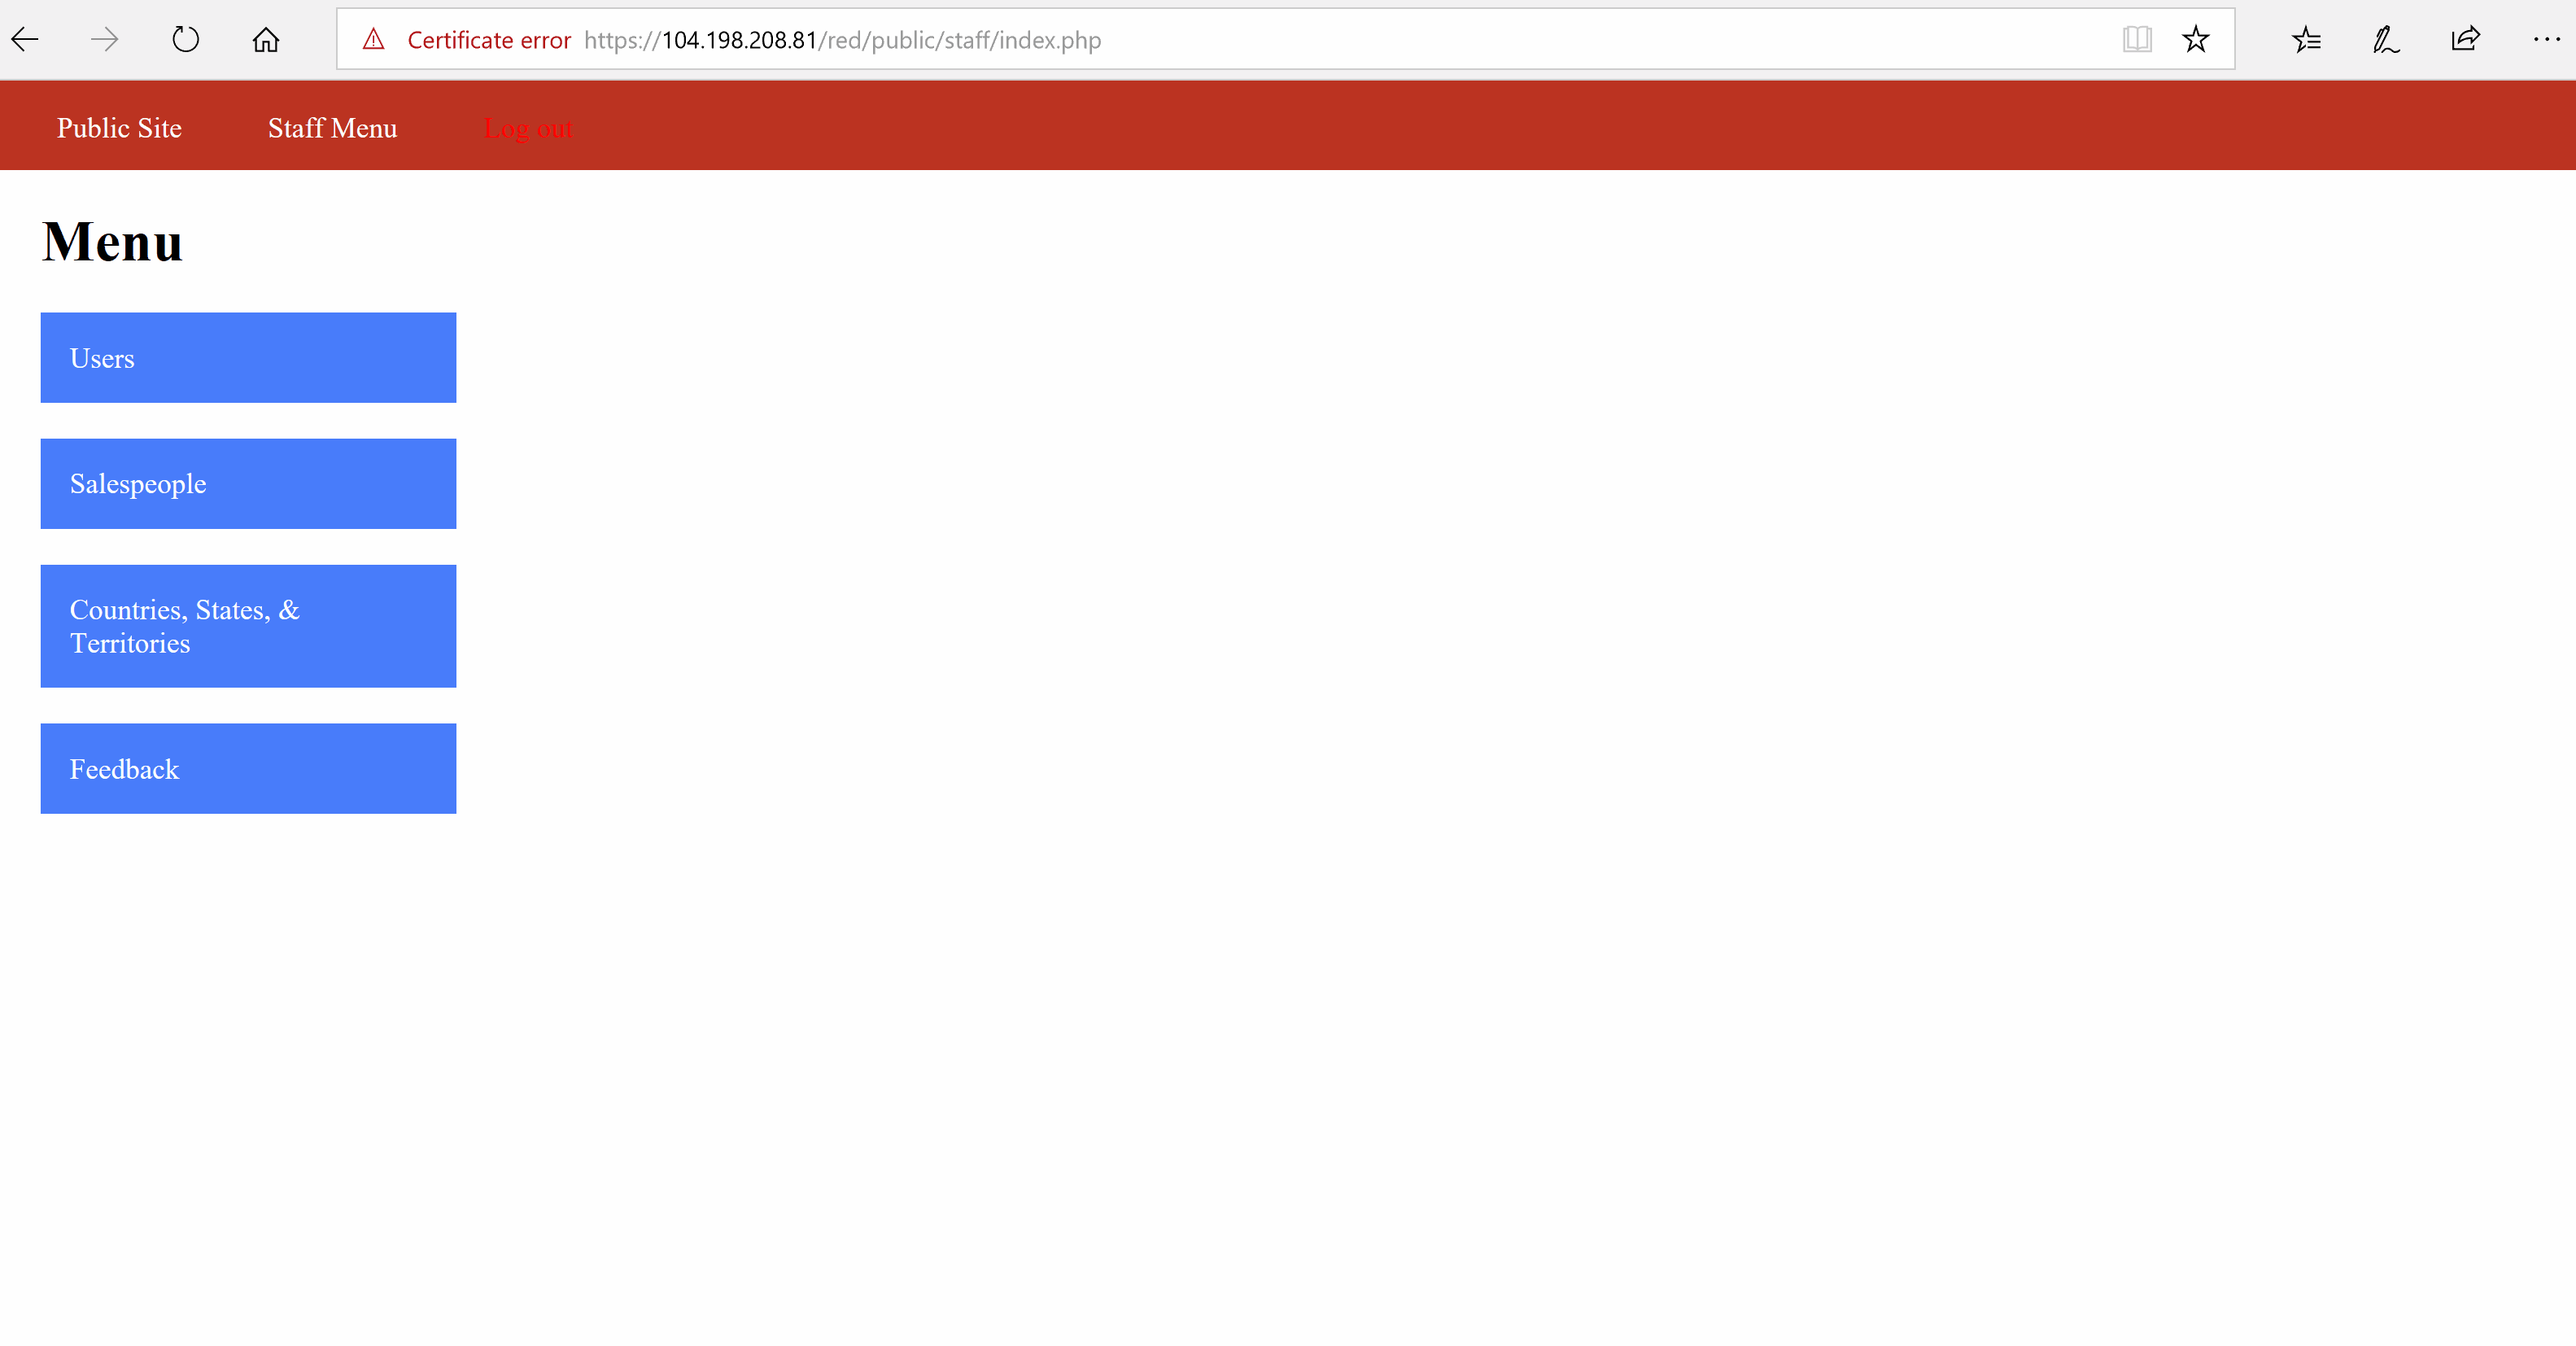 Certificate error https://104.198.208.81/red/public/staff/index.php
Public Site Staff Menu Log out
Menu
Users
Salespeople
Countries, States, &
Territories
Feedback